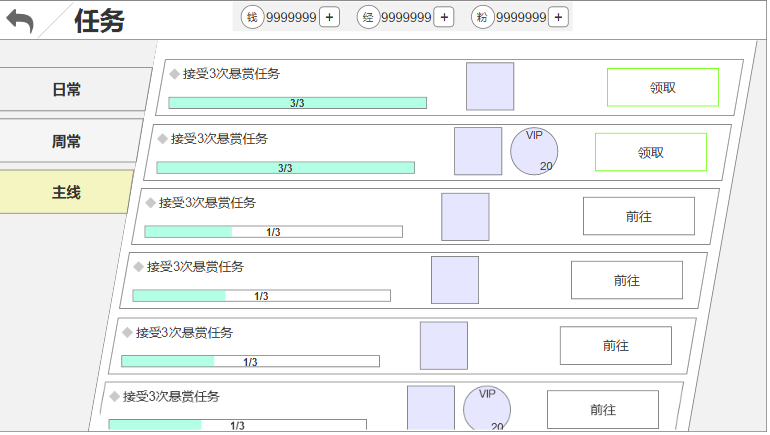 任务
钱 9999999 + 经 9999999 + 粉 9999999 +
日常
周常
主线
接受3次悬赏任务
3/3
领取
接受3次悬赏任务
3/3
VIP
20
领取
接受3次悬赏任务
1/3
前往
接受3次悬赏任务
1/3
前往
接受3次悬赏任务
1/3
前往
接受3次悬赏任务
1/3
VIP
20
前往